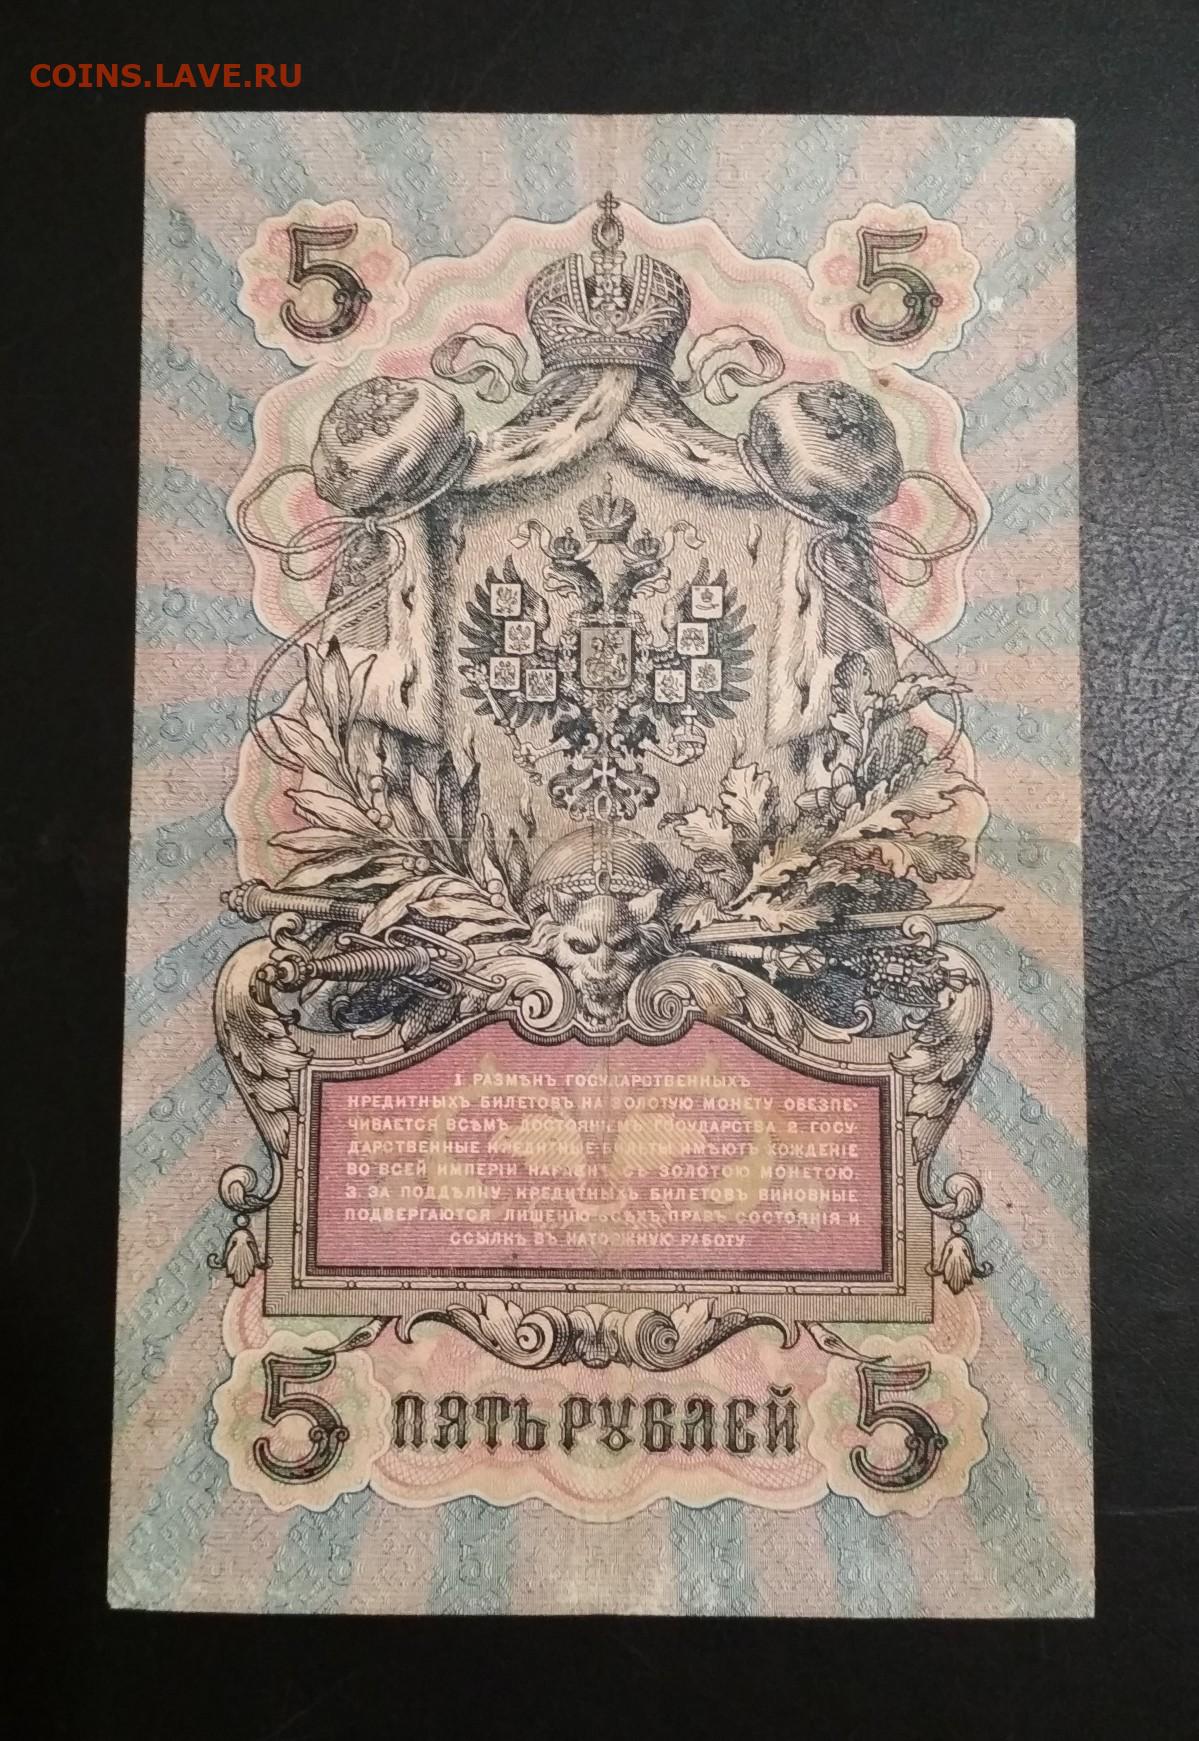 COINS.LAVE.RU
5 5
1. РАЗМѢНЪ ГОСУДАРСТВЕННЫХЪ
КРЕДИТНЫХЪ БИЛЕТОВЪ НА ЗОЛОТУЮ МОНЕТУ ОБЕЗПЕ-
ЧИВАЕТСЯ ВСѢМЪ ДОСТОЯНІЕМЪ ГОСУДАРСТВА 2. ГОСУ-
ДАРСТВЕННЫЕ КРЕДИТНЫЕ БИЛЕТЫ ИМѢЮТЪ ХОЖДЕНІЕ
ВО ВСЕЙ ИМПЕРІИ НАРАВНѢ СЪ ЗОЛОТОЮ МОНЕТОЮ.
3. ЗА ПОДДѢЛКУ КРЕДИТНЫХЪ БИЛЕТОВЪ ВИНОВНЫЕ
ПОДВЕРГАЮТСЯ ЛИШЕНІЮ ВСѢХЪ ПРАВЪ СОСТОЯНІЯ И
ССЫЛКѢ ВЪ КАТОРЖНУЮ РАБОТУ
5 ПЯТЬ РУБЛЕЙ 5